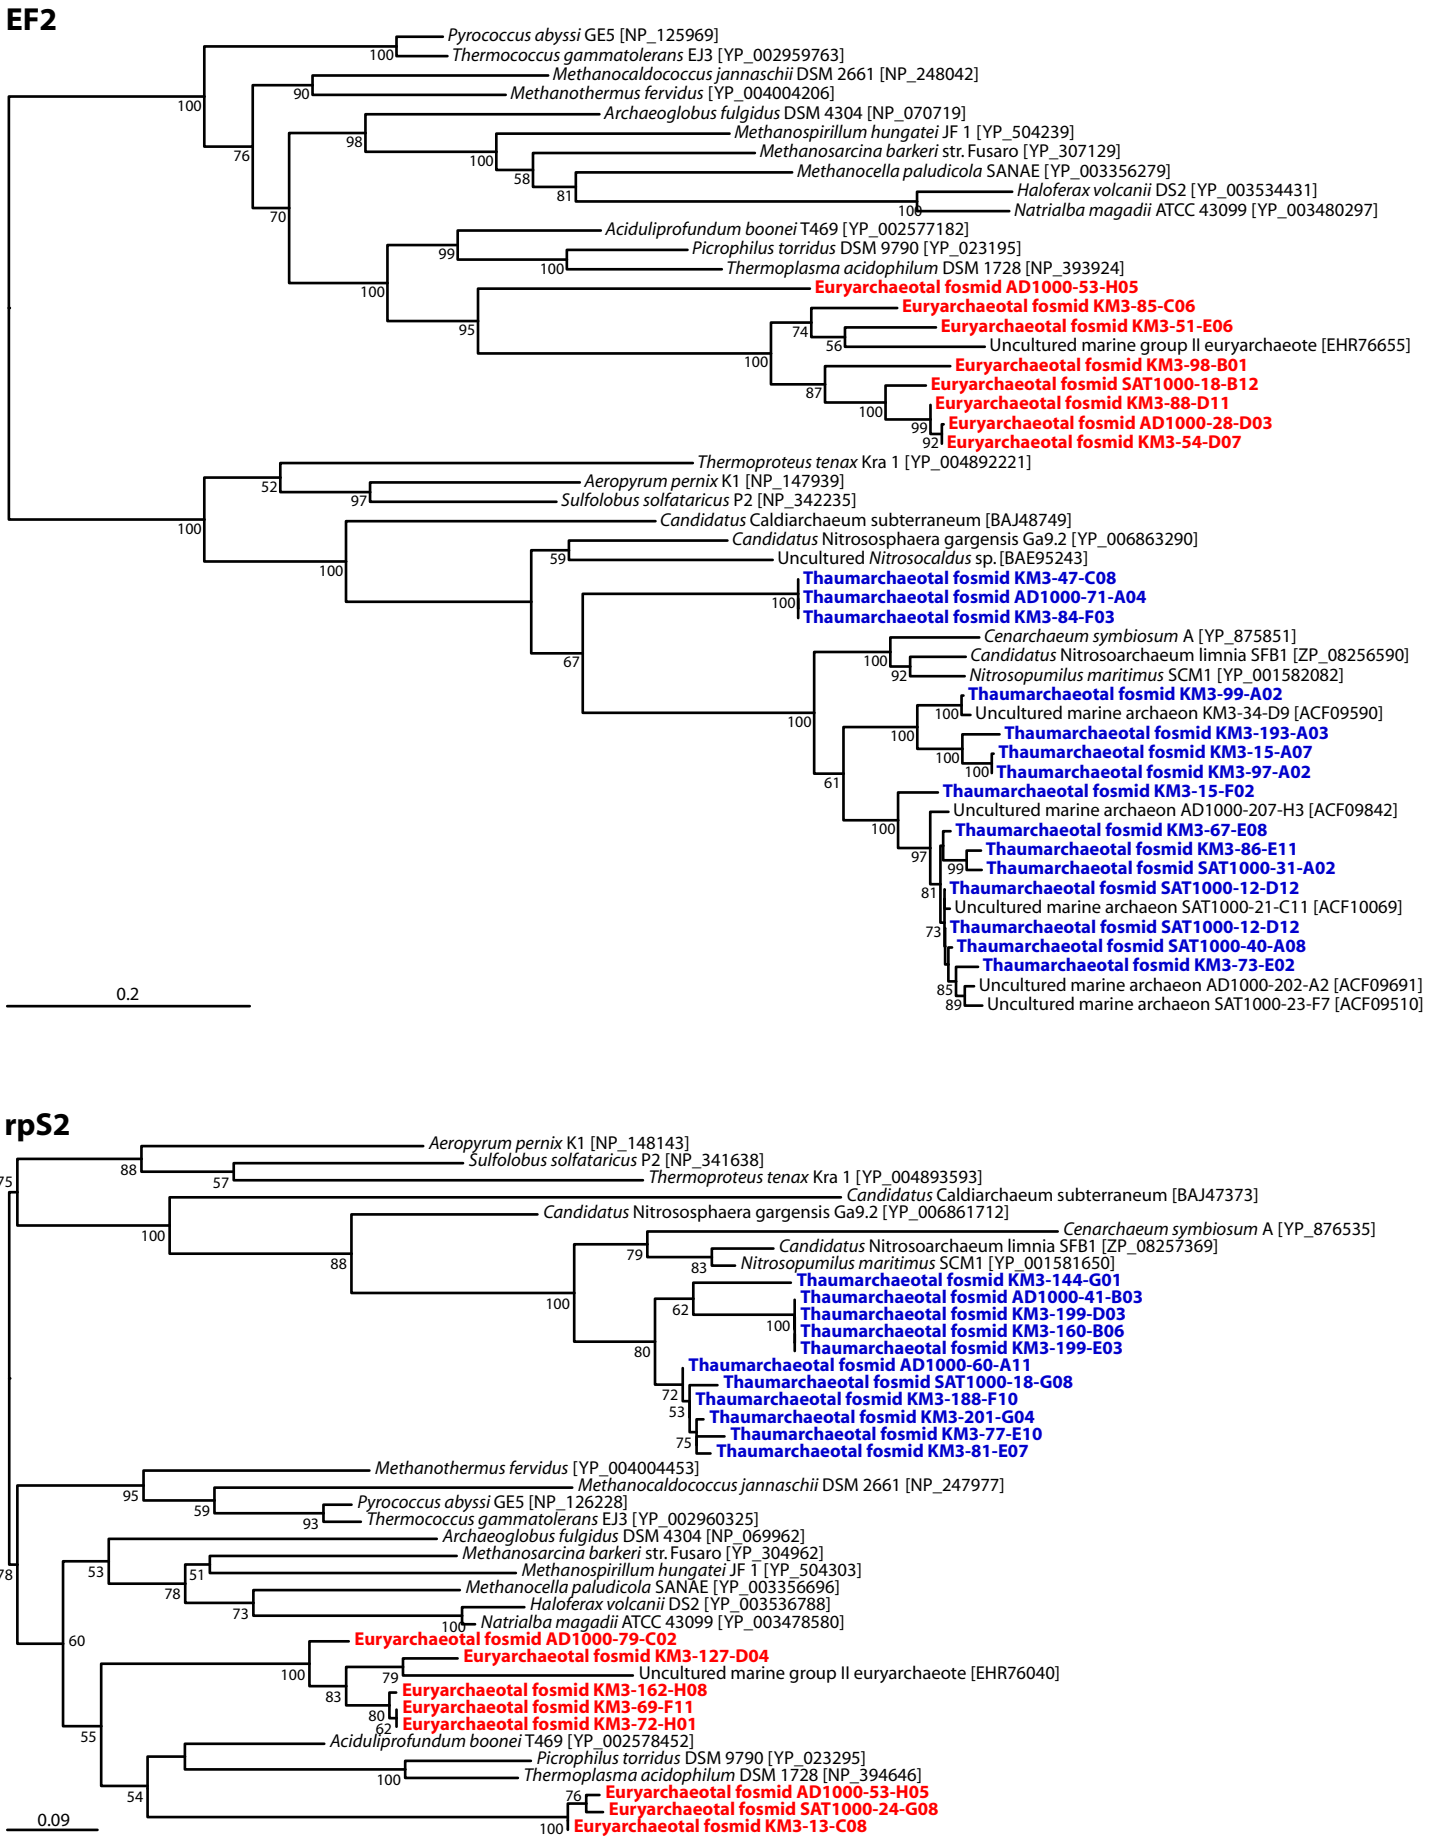 EF2
Pyrococcus abyssi GE5 [NP_125969]
100
Thermococcus gammatolerans EJ3 [YP_002959763]
Methanocaldococcus jannaschii DSM 2661 [NP_248042]
90
Methanothermus fervidus [YP_004004206]
100
Archaeoglobus fulgidus DSM 4304 [NP_070719]
98
Methanospirillum hungatei JF 1 [YP_504239]
76
100
Methanosarcina barkeri str. Fusaro [YP_307129]
58
Methanocella paludicola SANAE [YP_003356279]
81
Haloferax volcanii DS2 [YP_003534431]
100
Natrialba magadii ATCC 43099 [YP_003480297]
70
Aciduliprofundum boonei T469 [YP_002577182]
99
Picrophilus torridus DSM 9790 [YP_023195]
100
Thermoplasma acidophilum DSM 1728 [NP_393924]
100
Euryarchaeotal fosmid AD1000-53-H05
95
Euryarchaeotal fosmid KM3-85-C06
74
Euryarchaeotal fosmid KM3-51-E06
56
Uncultured marine group II euryarchaeote [EHR76655]
100
Euryarchaeotal fosmid KM3-98-B01
87
Euryarchaeotal fosmid SAT1000-18-B12
100
Euryarchaeotal fosmid KM3-88-D11
99
Euryarchaeotal fosmid AD1000-28-D03
92
Euryarchaeotal fosmid KM3-54-D07
Thermoproteus tenax Kra 1 [YP_004892221]
52
Aeropyrum pernix K1 [NP_147939]
97
Sulfolobus solfataricus P2 [NP_342235]
100
Candidatus Caldiarchaeum subterraneum [BAJ48749]
100
Candidatus Nitrososphaera gargensis Ga9.2 [YP_006863290]
59
Uncultured Nitrosocaldus sp. [BAE95243]
Thaumarchaeotal fosmid KM3-47-C08
100
Thaumarchaeotal fosmid AD1000-71-A04
Thaumarchaeotal fosmid KM3-84-F03
67
Cenarchaeum symbiosum A [YP_875851]
100
Candidatus Nitrosoarchaeum limnia SFB1 [ZP_08256590]
92
Nitrosopumilus maritimus SCM1 [YP_001582082]
100
Thaumarchaeotal fosmid KM3-99-A02
100
Uncultured marine archaeon KM3-34-D9 [ACF09590]
100
Thaumarchaeotal fosmid KM3-193-A03
100
Thaumarchaeotal fosmid KM3-15-A07
100
Thaumarchaeotal fosmid KM3-97-A02
61
Thaumarchaeotal fosmid KM3-15-F02
100
Uncultured marine archaeon AD1000-207-H3 [ACF09842]
97
Thaumarchaeotal fosmid KM3-67-E08
Thaumarchaeotal fosmid KM3-86-E11
99
Thaumarchaeotal fosmid SAT1000-31-A02
81
Thaumarchaeotal fosmid SAT1000-12-D12
Uncultured marine archaeon SAT1000-21-C11 [ACF10069]
73
Thaumarchaeotal fosmid SAT1000-12-D12
Thaumarchaeotal fosmid SAT1000-40-A08
Thaumarchaeotal fosmid KM3-73-E02
85
Uncultured marine archaeon AD1000-202-A2 [ACF09691]
89
Uncultured marine archaeon SAT1000-23-F7 [ACF09510]
0.2
rpS2
Aeropyrum pernix K1 [NP_148143]
88
Sulfolobus solfataricus P2 [NP_341638]
75
57
Thermoproteus tenax Kra 1 [YP_004893593]
Candidatus Caldiarchaeum subterraneum [BAJ47373]
100
Candidatus Nitrososphaera gargensis Ga9.2 [YP_006861712]
88
Cenarchaeum symbiosum A [YP_876535]
79
Candidatus Nitrosoarchaeum limnia SFB1 [ZP_08257369]
83
Nitrosopumilus maritimus SCM1 [YP_001581650]
100
Thaumarchaeotal fosmid KM3-144-G01
62
Thaumarchaeotal fosmid AD1000-41-B03
Thaumarchaeotal fosmid KM3-199-D03
100
Thaumarchaeotal fosmid KM3-160-B06
Thaumarchaeotal fosmid KM3-199-E03
80
Thaumarchaeotal fosmid AD1000-60-A11
72
Thaumarchaeotal fosmid SAT1000-18-G08
53
Thaumarchaeotal fosmid KM3-188-F10
Thaumarchaeotal fosmid KM3-201-G04
75
Thaumarchaeotal fosmid KM3-77-E10
Thaumarchaeotal fosmid KM3-81-E07
Methanothermus fervidus [YP_004004453]
95
Methanocaldococcus jannaschii DSM 2661 [NP_247977]
59
Pyrococcus abyssi GE5 [NP_126228]
93
Thermococcus gammatolerans EJ3 [YP_002960325]
78
Archaeoglobus fulgidus DSM 4304 [NP_069962]
53
Methanosarcina barkeri str. Fusaro [YP_304962]
51
Methanospirillum hungatei JF 1 [YP_504303]
78
Methanocella paludicola SANAE [YP_003356696]
73
Haloferax volcanii DS2 [YP_003536788]
100
Natrialba magadii ATCC 43099 [YP_003478580]
60
Euryarchaeotal fosmid AD1000-79-C02
100
Euryarchaeotal fosmid KM3-127-D04
79
Uncultured marine group II euryarchaeote [EHR76040]
83
Euryarchaeotal fosmid KM3-162-H08
80
Euryarchaeotal fosmid KM3-69-F11
62
Euryarchaeotal fosmid KM3-72-H01
55
Aciduliprofundum boonei T469 [YP_002578452]
Picrophilus torridus DSM 9790 [YP_023295]
100
Thermoplasma acidophilum DSM 1728 [NP_394646]
54
76
Euryarchaeotal fosmid AD1000-53-H05
Euryarchaeotal fosmid SAT1000-24-G08
100
Euryarchaeotal fosmid KM3-13-C08
0.09